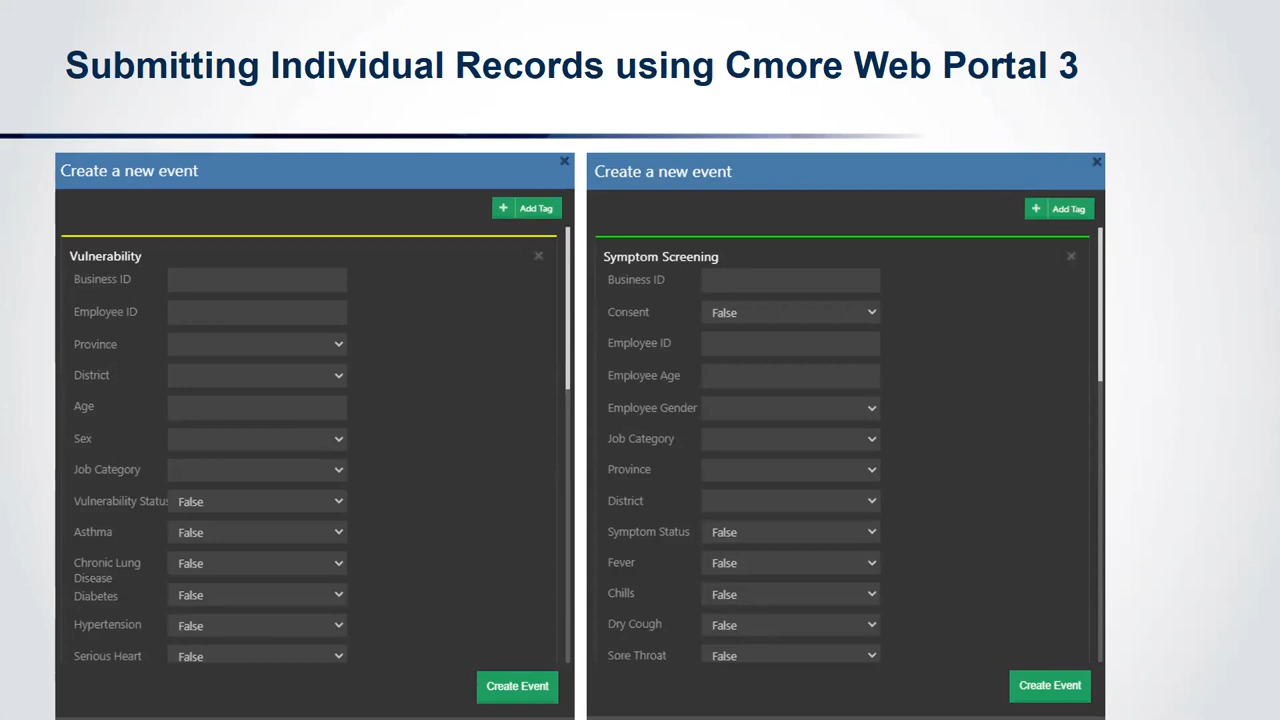 Submitting Individual Records using Cmore Web Portal 3
Create a new event
+ Add Tag
Vulnerability
Business ID
Employee ID
Province
District
Age
Sex
Job Category
Vulnerability Status False
Asthma False
Chronic Lung False
Disease
Diabetes False
Hypertension False
Serious Heart False
Create Event
Create a new event
+ Add Tag
Symptom Screening
Business ID
Consent False
Employee ID
Employee Age
Employee Gender
Job Category
Province
District
Symptom Status False
Fever False
Chills False
Dry Cough False
Sore Throat False
Create Event